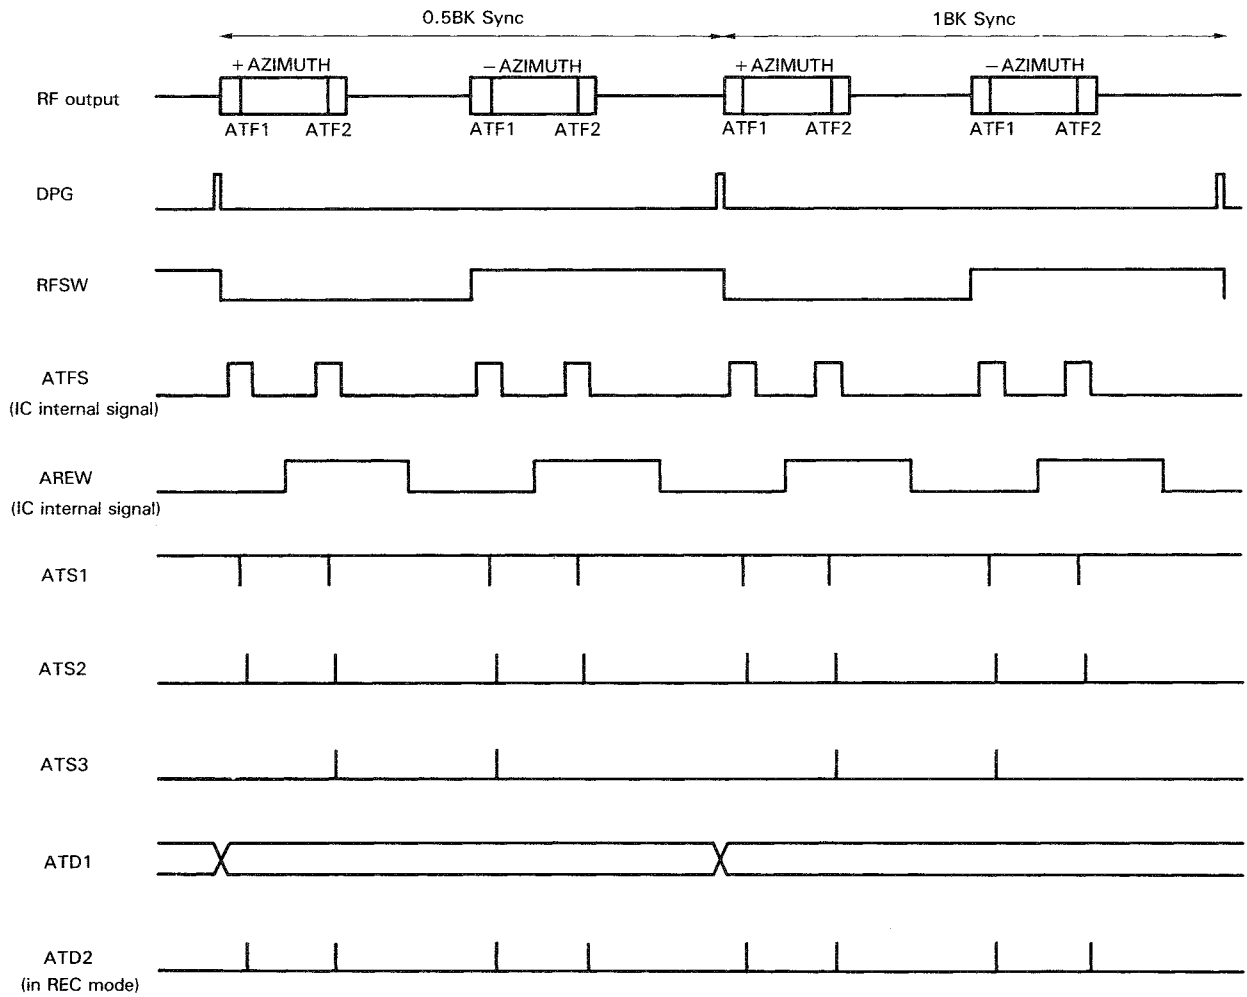 0.5BK Sync 1BK Sync
+ AZIMUTH – AZIMUTH + AZIMUTH – AZIMUTH
RF output
ATF1 ATF2 ATF1 ATF2 ATF1 ATF2 ATF1 ATF2
DPG
RFSW
ATFS
(IC internal signal)
AREW
(IC internal signal)
ATS1
ATS2
ATS3
ATD1
ATD2
(in REC mode)